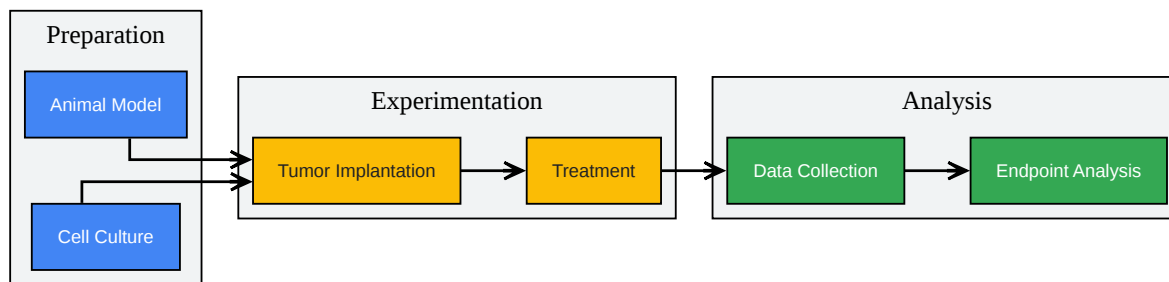 Preparation
Animal Model
Cell Culture
Experimentation
Tumor Implantation
Treatment
Analysis
Data Collection
Endpoint Analysis